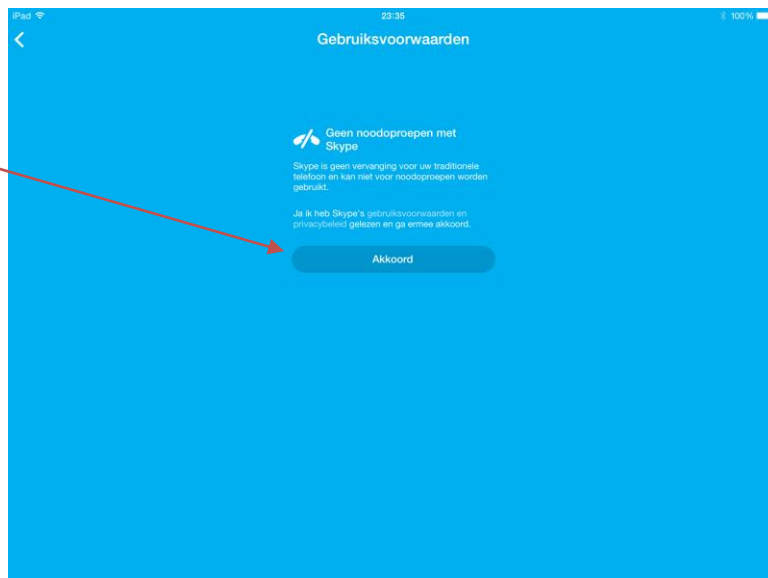 iPad 23:35 100%
Gebruiksvoorwaarden
Geen noodoproepen met
Skype
Skype is geen vervanging voor uw traditionele
telefoon en kan niet voor noodoproepen worden
gebruikt.
Ja ik heb Skype's gebruiksvoorwaarden en
privacybeleid gelezen en ga ermee akkoord.
Akkoord